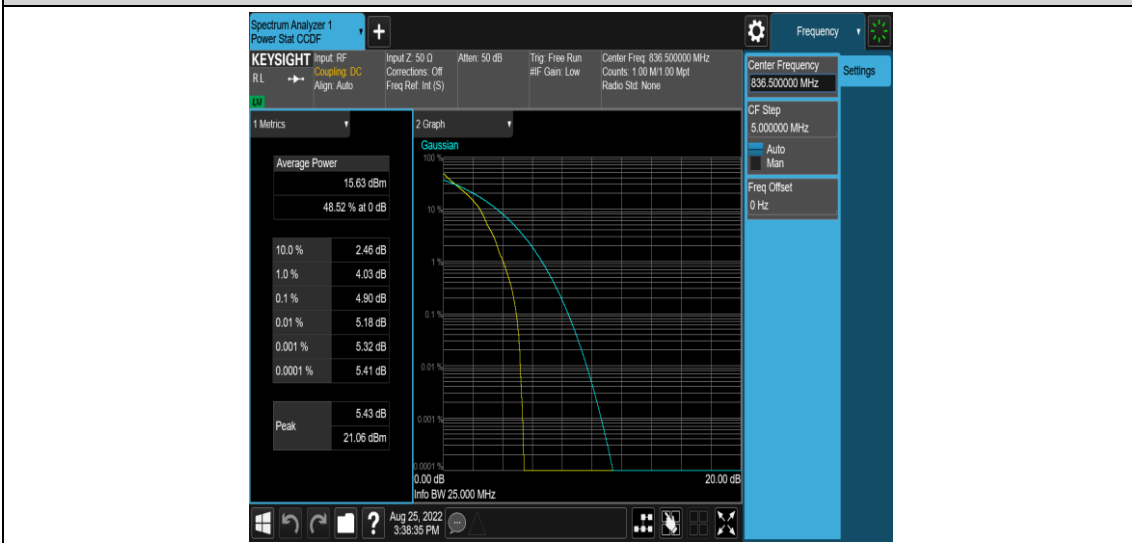 Spectrum Analyzer 1
Power Stat CCDF
+
Frequency
KEYSIGHT
RL
LNI
Input: RF
Coupling: DC
Align: Auto
Input Z: 50 Ω
Corrections: Off
Freq Ref: Int (S)
Atten: 50 dB
Trig: Free Run
#IF Gain: Low
Center Freq: 836.500000 MHz
Counts: 1.00 M/1.00 Mpt
Radio Std: None
Center Frequency
836.500000 MHz
Settings
CF Step
5.000000 MHz
Auto
Man
Freq Offset
0 Hz
1 Metrics
Average Power
15.63 dBm
48.52 % at 0 dB
10.0 % 2.46 dB
1.0 % 4.03 dB
0.1 % 4.90 dB
0.01 % 5.18 dB
0.001 % 5.32 dB
0.0001 % 5.41 dB
Peak 5.43 dB
21.06 dBm
2 Graph
Gaussian
100 %
10 %
1 %
0.1 %
0.01 %
0.001 %
0.0001 %
0.00 dB 20.00 dB
Info BW 25.000 MHz
?
Aug 25, 2022
3:38:35 PM